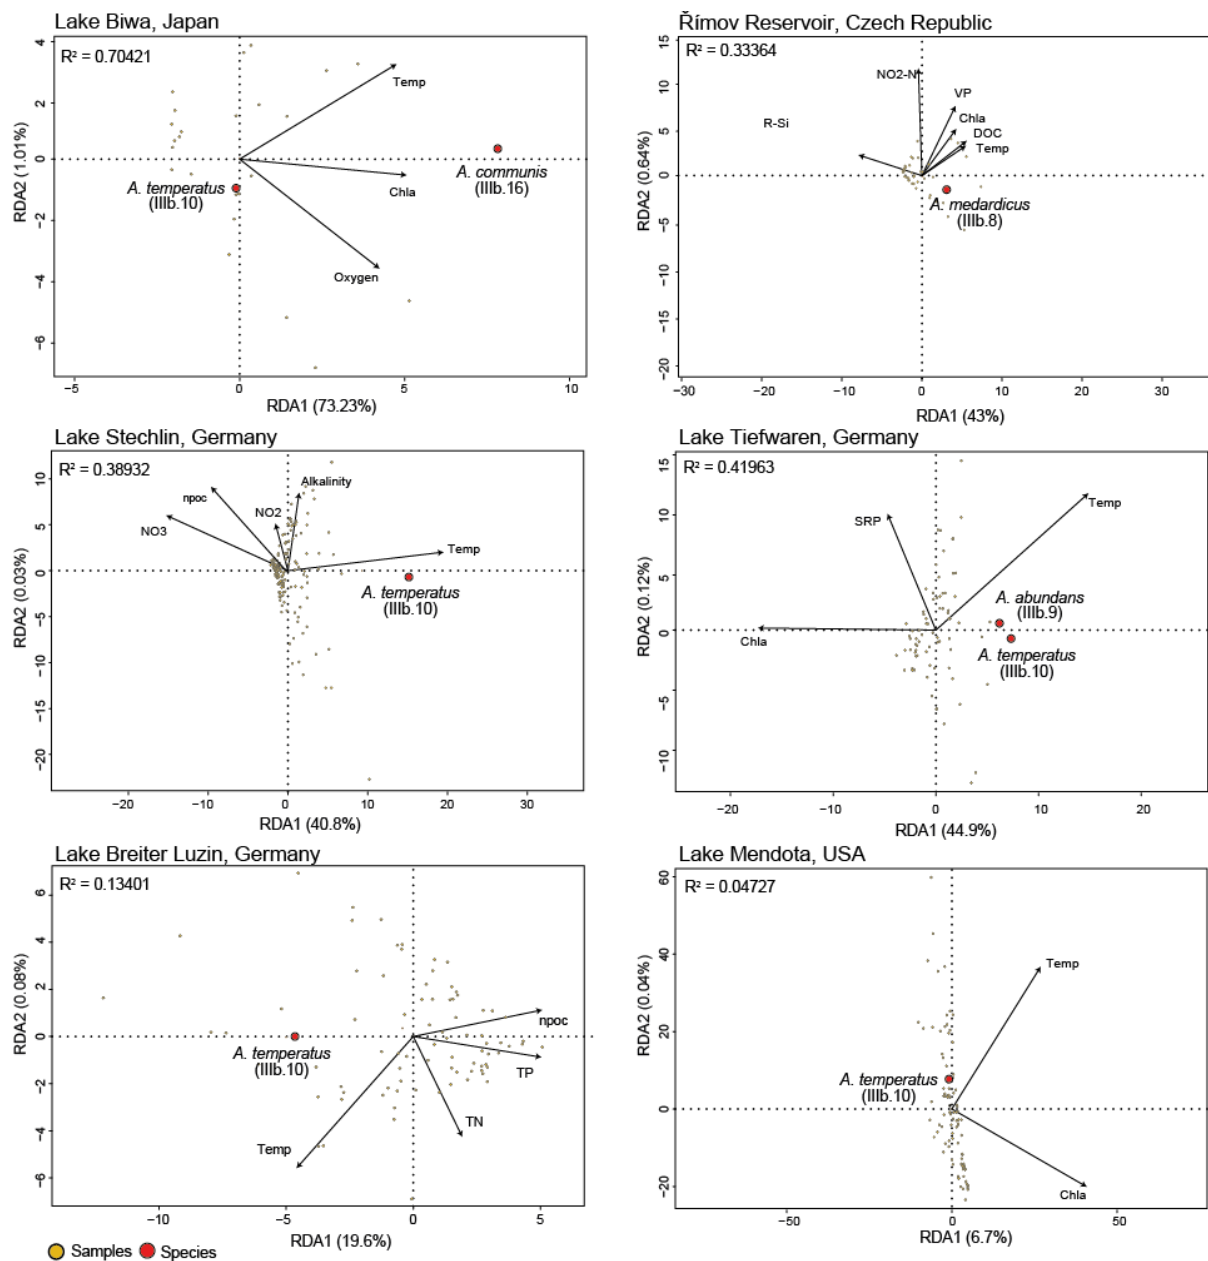 Lake Biwa, Japan
R² = 0.70421
4
2
0
−2
−4
−6
RDA2 (1.01%)
Temp
A. communis
(IIIb.16)
A. temperatus
(IIIb.10)
Chla
Oxygen
−5
0
5
10
RDA1 (73.23%)
Římov Reservoir, Czech Republic
R² = 0.33364
15
10
5
0
−5
−10
−15
−20
RDA2 (0.64%)
NO2-N
VP
R-Si
Chla
DOC
Temp
A. medardicus
(IIIb.8)
−30
−20
−10
0
10
20
30
RDA1 (43%)
Lake Stechlin, Germany
R² = 0.38932
10
5
0
−5
−10
−15
−20
RDA2 (0.03%)
npoc
Alkalinity
NO2
NO3
Temp
A. temperatus
(IIIb.10)
−20
−10
0
10
20
30
RDA1 (40.8%)
Lake Tiefwaren, Germany
R² = 0.41963
15
10
5
0
−5
−10
RDA2 (0.12%)
Temp
SRP
A. abundans
(IIIb.9)
Chla
A. temperatus
(IIIb.10)
−20
−10
0
10
20
RDA1 (44.9%)
Lake Breiter Luzin, Germany
R² = 0.13401
6
4
2
0
−2
−4
−6
RDA2 (0.08%)
npoc
A. temperatus
(IIIb.10)
TP
TN
Temp
−10
−5
0
5
RDA1 (19.6%)
Lake Mendota, USA
R² = 0.04727
60
40
20
0
−20
RDA2 (0.04%)
Temp
A. temperatus
(IIIb.10)
Chla
−50
0
50
RDA1 (6.7%)
Samples Species